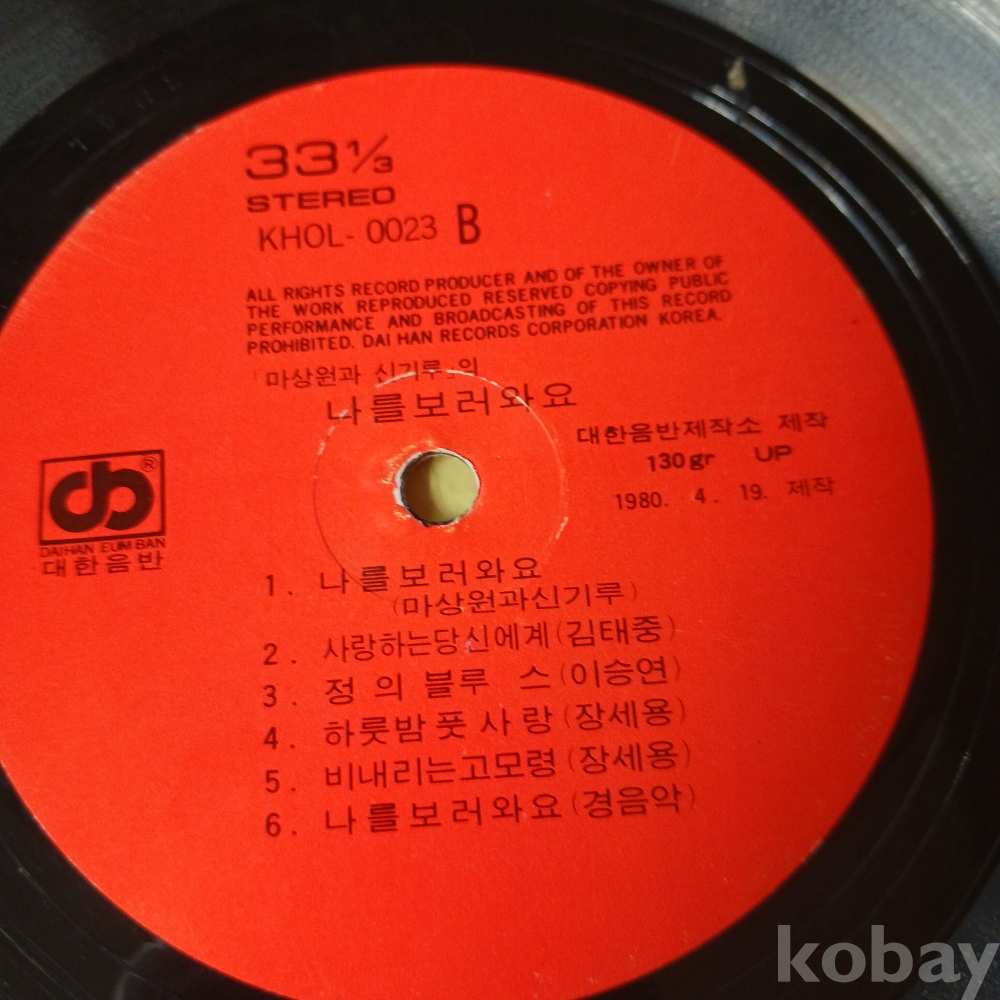 33 1/3
STEREO
KHOL- 0023 B
ALL RIGHTS RECORD PRODUCER AND OF THE OWNER OF
THE WORK REPRODUCED RESERVED COPYING PUBLIC
PERFORMANCE AND BROADCASTING OF THIS RECORD
PROHIBITED. DAI HAN RECORDS CORPORATION KOREA.
「마상원과 신기루」의
나를보러와요
대한음반제작소 제작
130gr UP
1980. 4. 19. 제작
db®
DAIHAN EUM BAN
대한음반
1. 나를보러와요
(마상원과신기루)
2. 사랑하는당신에게(김태중)
3. 정의블루스(이승연)
4. 하룻밤풋사랑(장세용)
5. 비내리는고모령(장세용)
6. 나를보러와요(경음악)
kobay